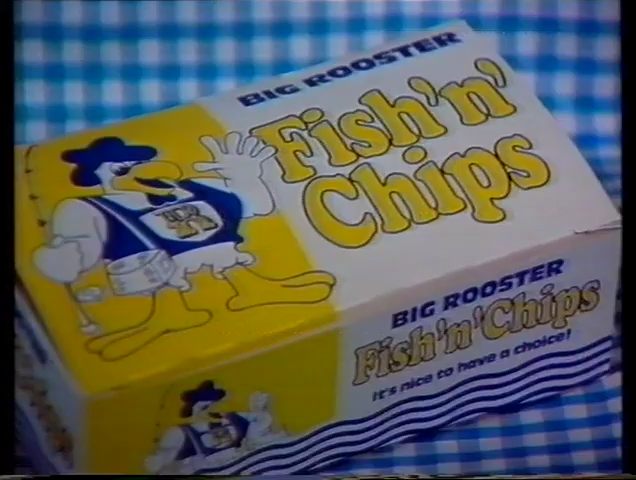 BIG ROOSTER
Fish'n'
Chips
BIG ROOSTER
Fish'n'Chips
It's nice to have a choice!